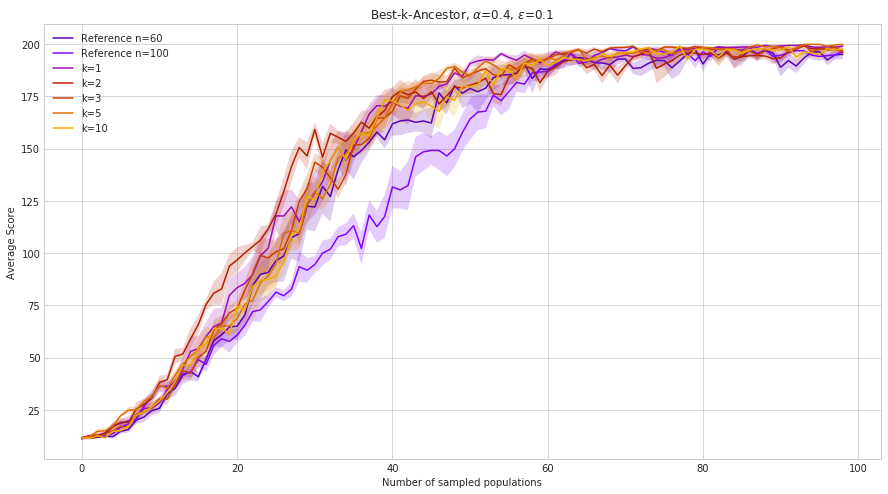 Best-k-Ancestor, α=0.4, ε=0.1
Reference n=60
Reference n=100
k=1
k=2
k=3
k=5
k=10
200
175
150
125
100
75
50
25
Average Score
0 20 40 60 80 100
Number of sampled populations